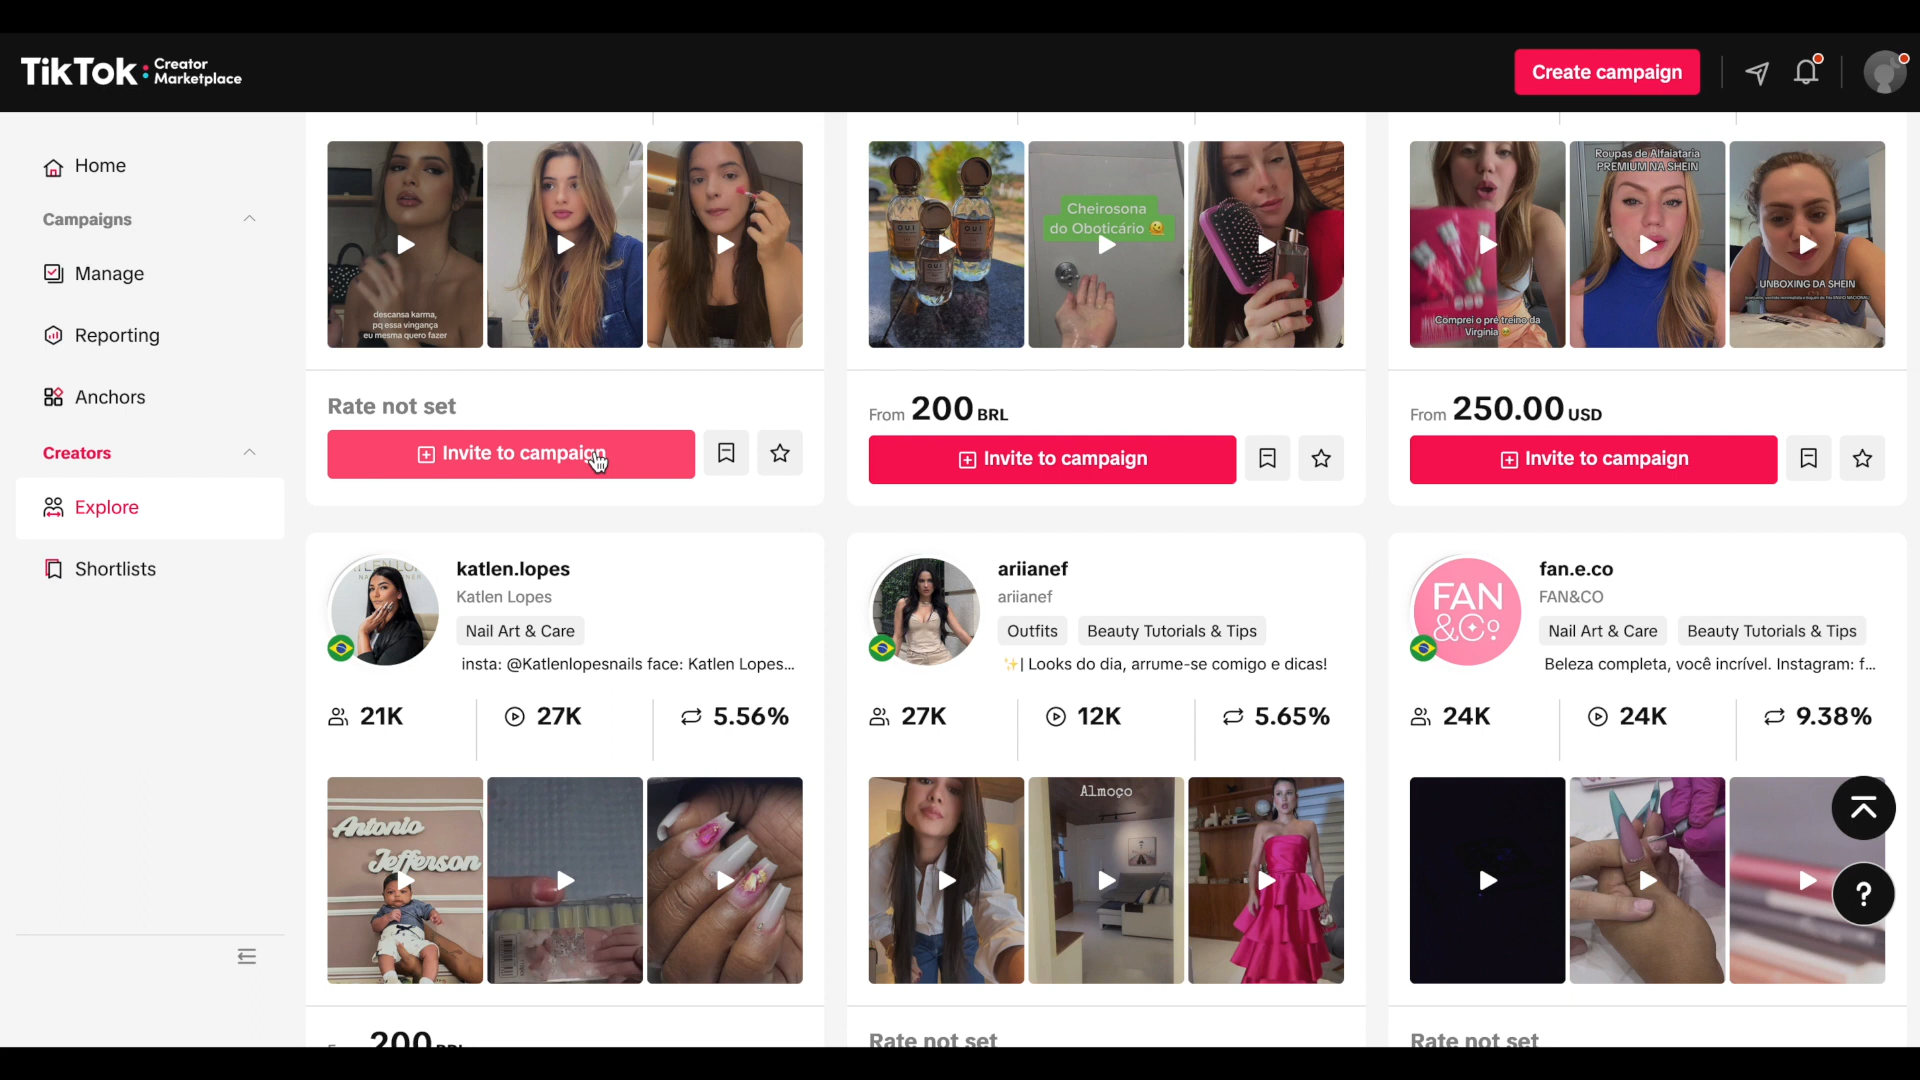 TikTok: Creator Marketplace
Create campaign
Home
Campaigns
Manage
Reporting
Anchors
Creators
Explore
Shortlists
descansa karma,
pq essa vingança
eu mesma quero fazer
Rate not set
Invite to campaign
OUI
OUI
OUI
Cheirosona
do Oboticário 🫠
From 200 BRL
Invite to campaign
Comprei o pré treino da
Virgínia
Roupas de Alfaiataria
PREMIUM NA SHEIN
UNBOXING DA SHEIN
From 250.00 USD
Invite to campaign
katlen.lopes
Katlen Lopes
Nail Art & Care
insta: @Katlenlopesnails face: Katlen Lopes...
21K
27K
5.56%
Antonio
Jefferson
ariianef
ariianef
Outfits
Beauty Tutorials & Tips
✨| Looks do dia, arrume-se comigo e dicas!
27K
12K
5.65%
Almoço
Rate not set
FAN
&Co
fan.e.co
FAN&CO
Nail Art & Care
Beauty Tutorials & Tips
Beleza completa, você incrível. Instagram: f...
24K
24K
9.38%
Rate not set
?
200